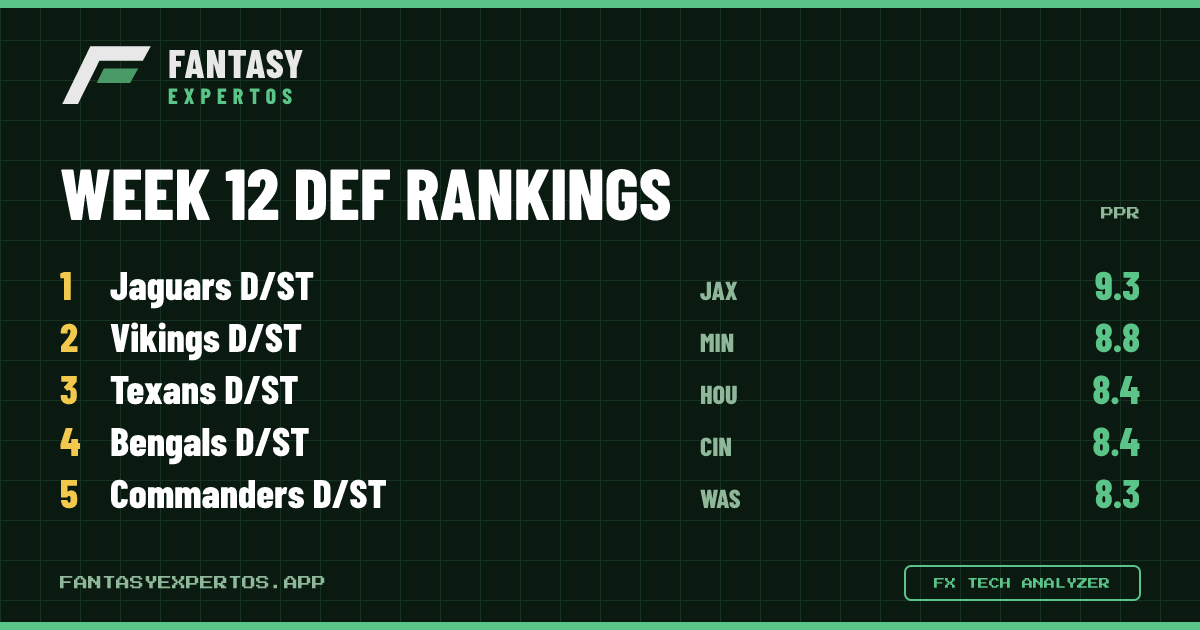 FANTASY
EXPERTOS
WEEK 12 DEF RANKINGS
PPR
1 Jaguars D/ST JAX 9.3
2 Vikings D/ST MIN 8.8
3 Texans D/ST HOU 8.4
4 Bengals D/ST CIN 8.4
5 Commanders D/ST WAS 8.3
FANTASYEXPERTOS.APP
FX TECH ANALYZER